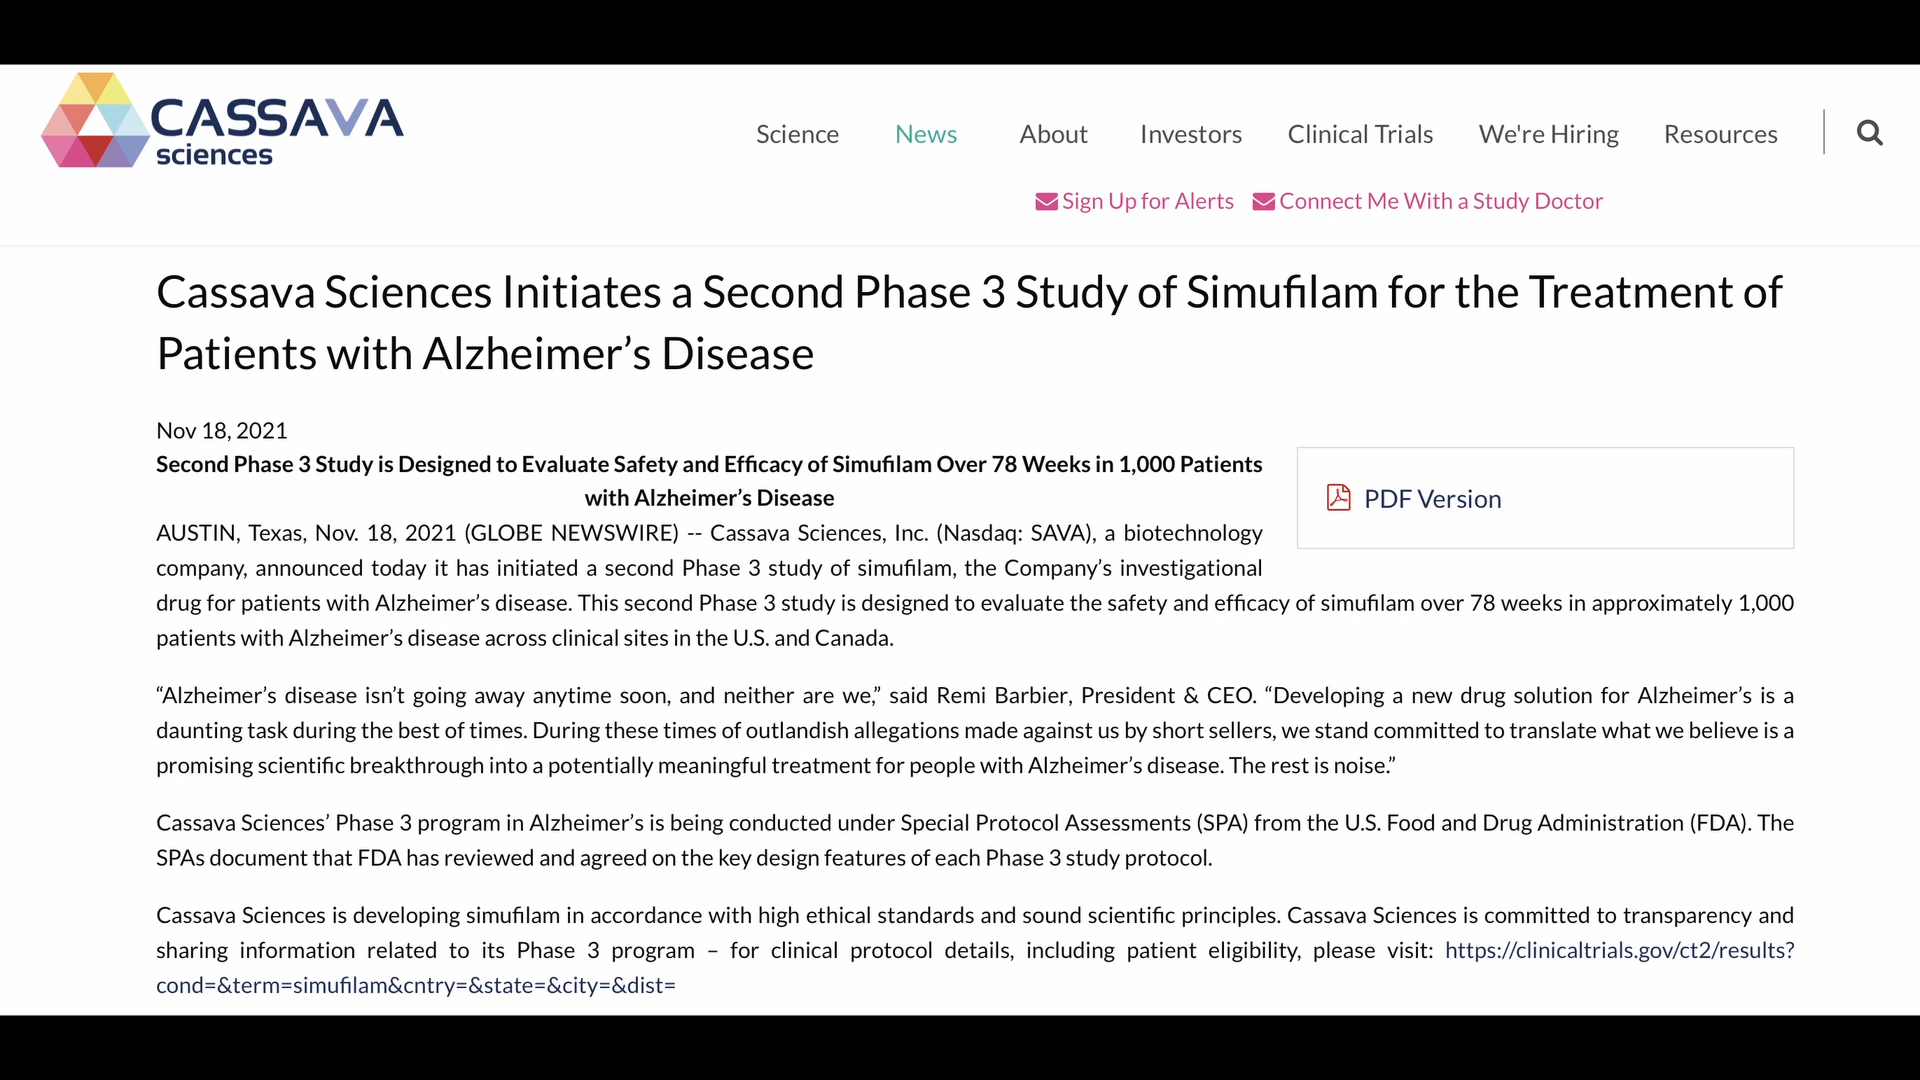 CASSAVA
sciences
Science News About Investors Clinical Trials We're Hiring Resources
Sign Up for Alerts Connect Me With a Study Doctor
Cassava Sciences Initiates a Second Phase 3 Study of Simufilam for the Treatment of
Patients with Alzheimer’s Disease
Nov 18, 2021
Second Phase 3 Study is Designed to Evaluate Safety and Efficacy of Simufilam Over 78 Weeks in 1,000 Patients
with Alzheimer’s Disease
PDF Version
AUSTIN, Texas, Nov. 18, 2021 (GLOBE NEWSWIRE) -- Cassava Sciences, Inc. (Nasdaq: SAVA), a biotechnology
company, announced today it has initiated a second Phase 3 study of simufilam, the Company’s investigational
drug for patients with Alzheimer’s disease. This second Phase 3 study is designed to evaluate the safety and efficacy of simufilam over 78 weeks in approximately 1,000
patients with Alzheimer’s disease across clinical sites in the U.S. and Canada.
“Alzheimer’s disease isn’t going away anytime soon, and neither are we,” said Remi Barbier, President & CEO. “Developing a new drug solution for Alzheimer’s is a
daunting task during the best of times. During these times of outlandish allegations made against us by short sellers, we stand committed to translate what we believe is a
promising scientific breakthrough into a potentially meaningful treatment for people with Alzheimer’s disease. The rest is noise.”
Cassava Sciences’ Phase 3 program in Alzheimer’s is being conducted under Special Protocol Assessments (SPA) from the U.S. Food and Drug Administration (FDA). The
SPAs document that FDA has reviewed and agreed on the key design features of each Phase 3 study protocol.
Cassava Sciences is developing simufilam in accordance with high ethical standards and sound scientific principles. Cassava Sciences is committed to transparency and
sharing information related to its Phase 3 program – for clinical protocol details, including patient eligibility, please visit: https://clinicaltrials.gov/ct2/results?
cond=&term=simufilam&cntry=&state=&city=&dist=